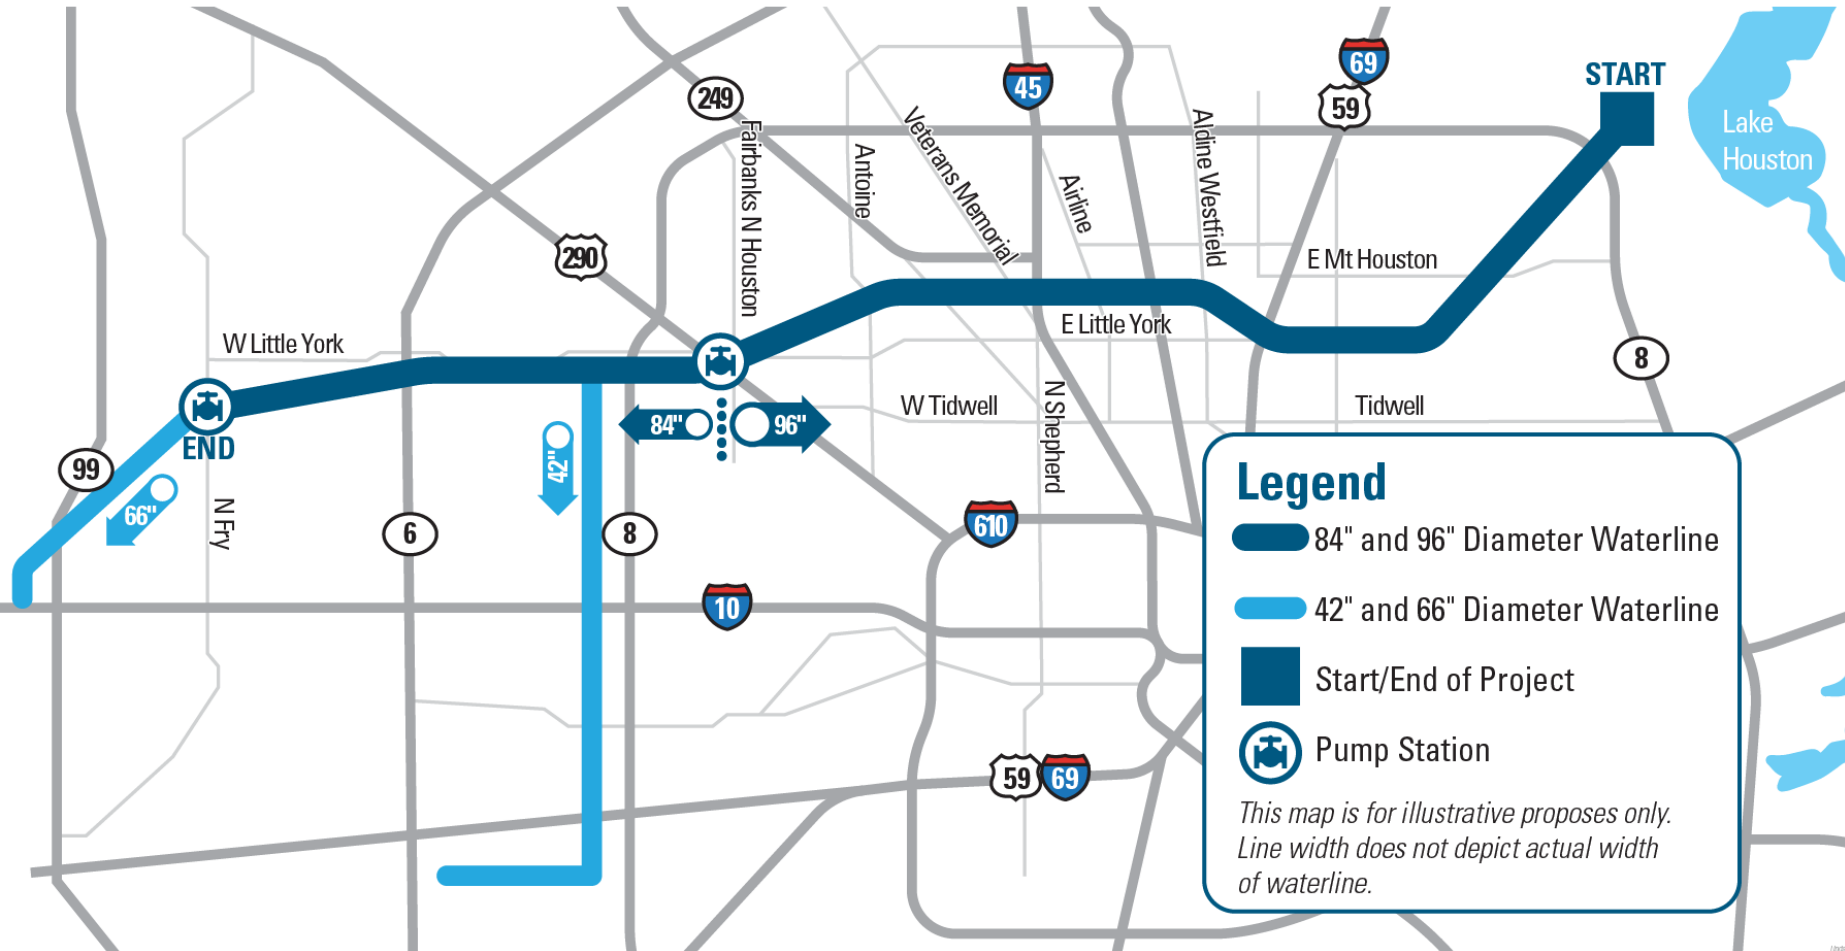 START
Lake
Houston
69
59
45
249
Fairbanks N Houston
Antoine
Veterans Memorial
Airline
Aldine Westfield
290
E Mt Houston
E Little York
W Little York
8
W Tidwell
Tidwell
N Shepherd
END
84"
96"
42"
99
66"
N Fry
6
8
610
10
59
69
Legend
84" and 96" Diameter Waterline
42" and 66" Diameter Waterline
Start/End of Project
Pump Station
This map is for illustrative proposes only.
Line width does not depict actual width
of waterline.